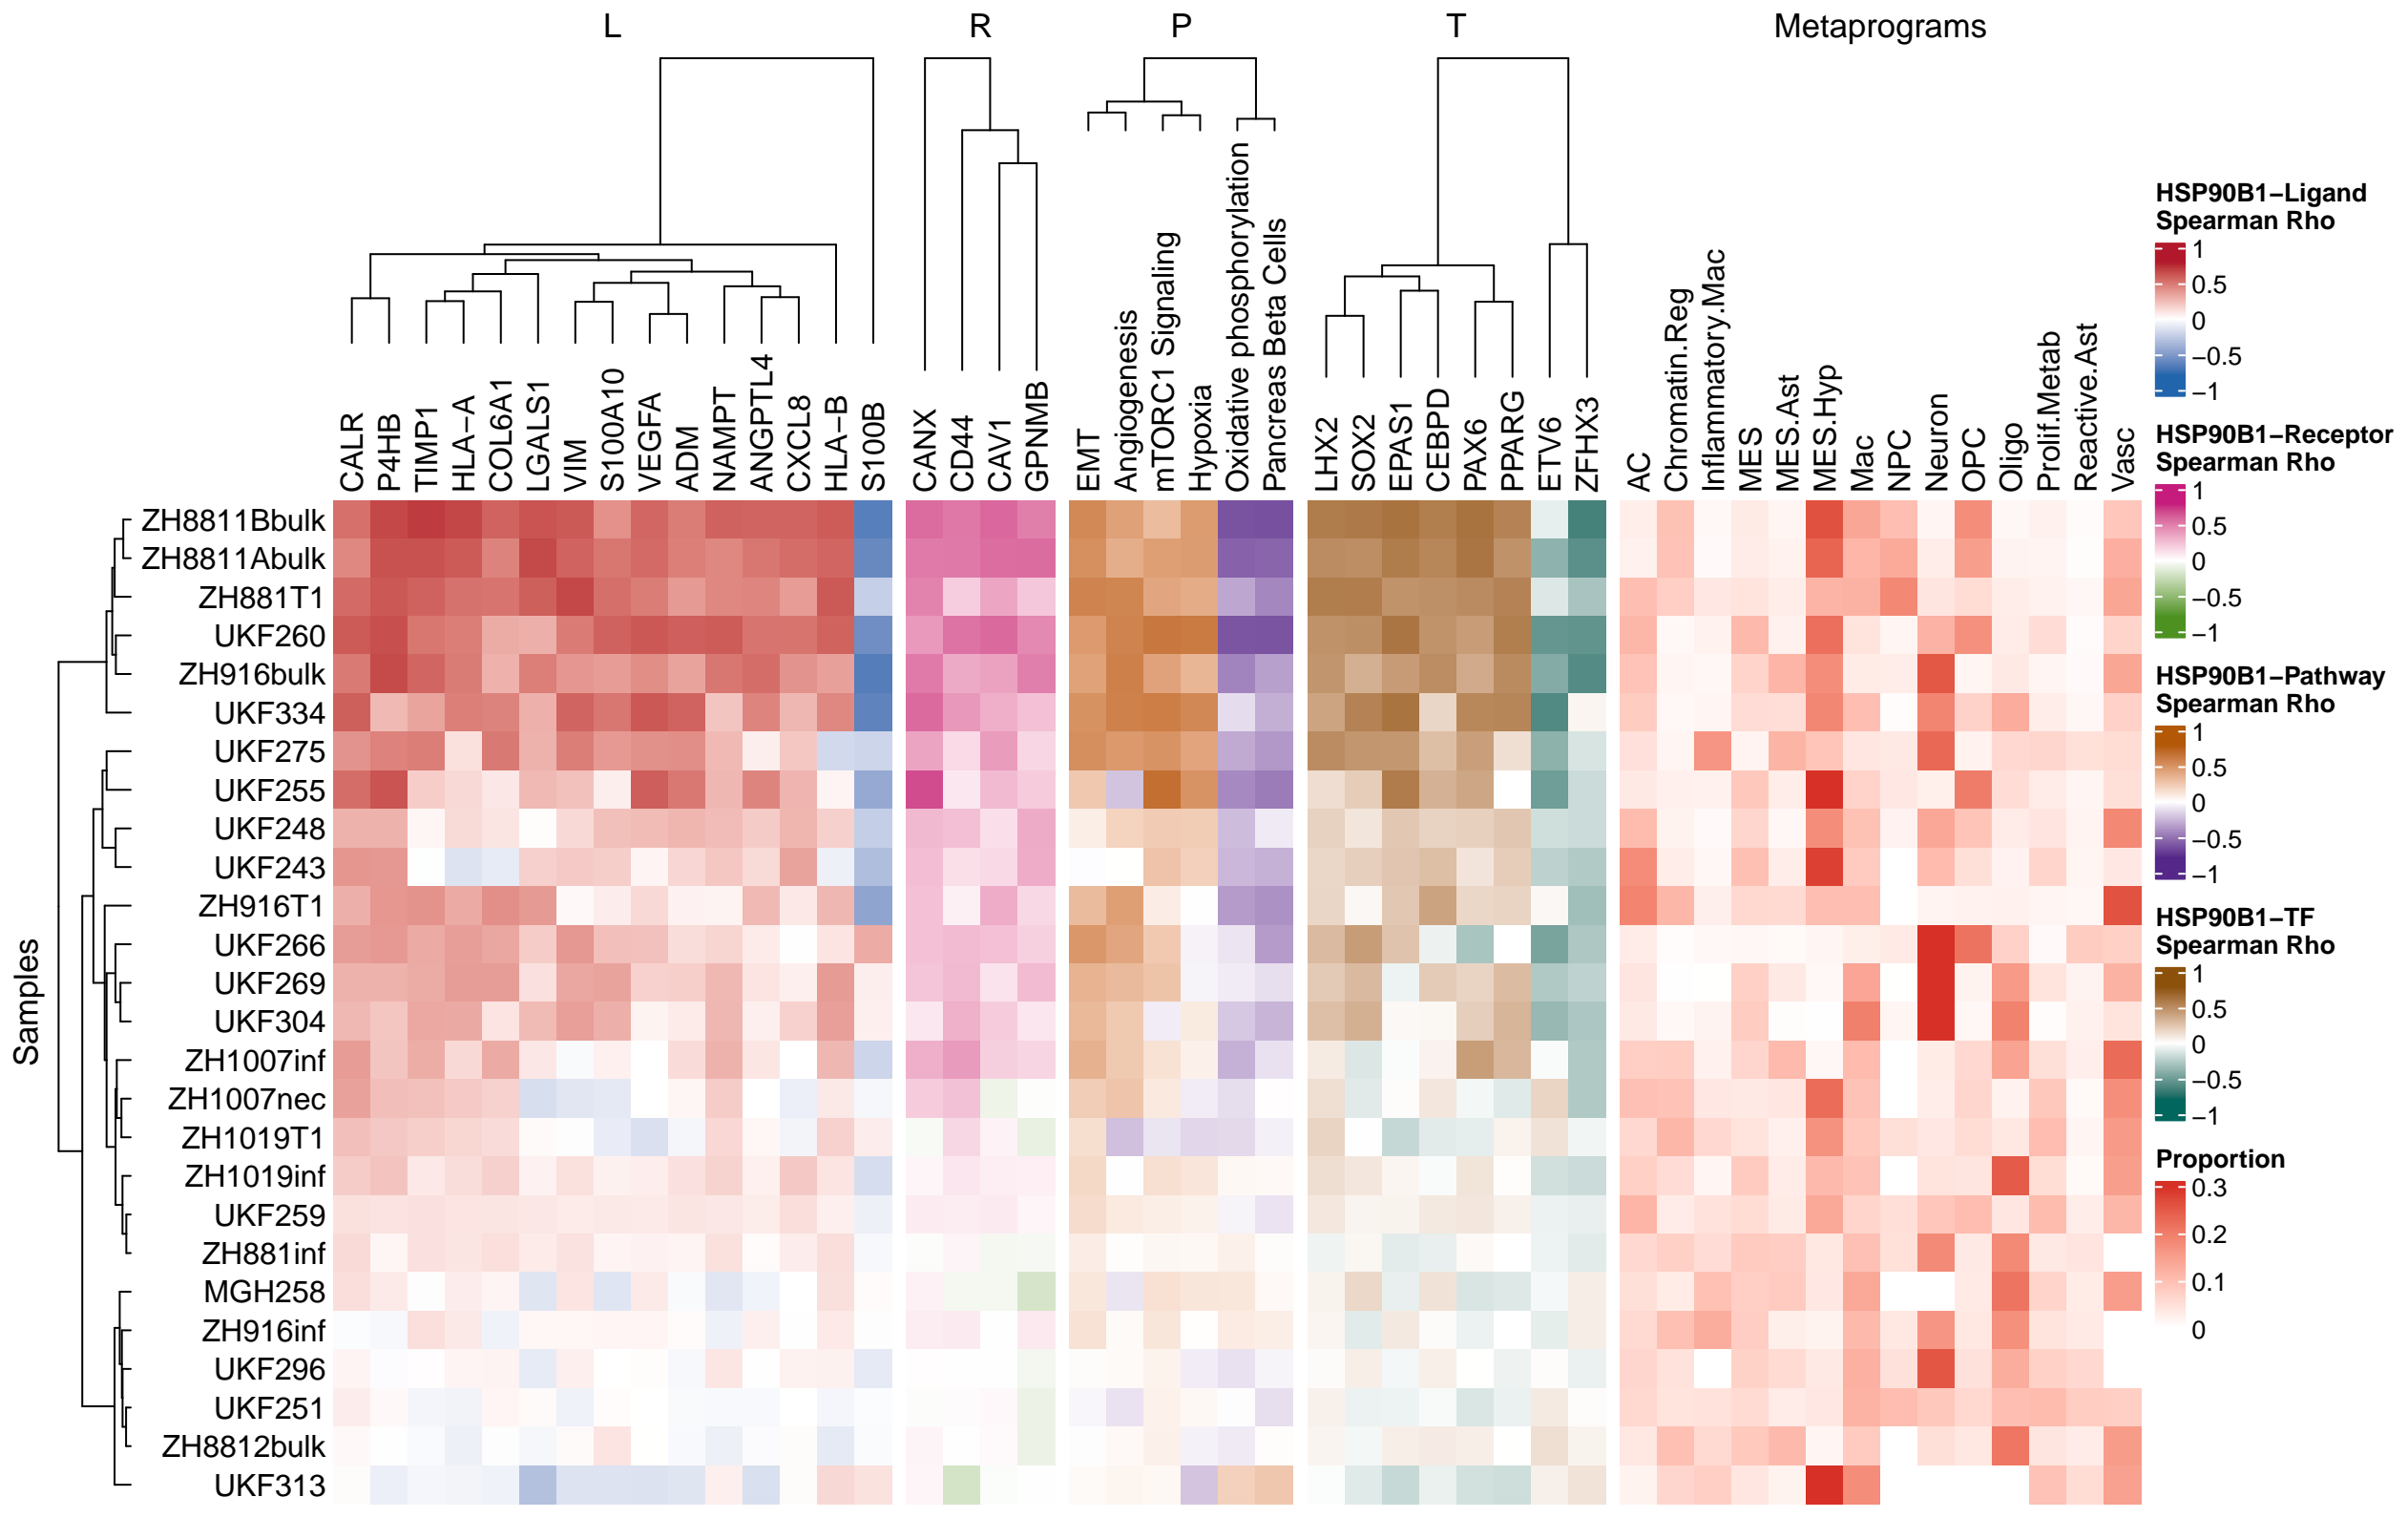 L R P T Metaprograms
CALR
P4HB
TIMP1
HLA−A
COL6A1
LGALS1
VIM
S100A10
VEGFA
ADM
NAMPT
ANGPTL4
CXCL8
HLA−B
S100B
CANX
CD44
CAV1
GPNMB
EMT
Angiogenesis
mTORC1 Signaling
Hypoxia
Oxidative phosphorylation
Pancreas Beta Cells
LHX2
SOX2
EPAS1
CEBPD
PAX6
PPARG
ETV6
ZFHX3
AC
Chromatin.Reg
Inflammatory.Mac
MES
MES.Ast
MES.Hyp
Mac
NPC
Neuron
OPC
Oligo
Prolif.Metab
Reactive.Ast
Vasc
Samples
ZH8811Bbulk
ZH8811Abulk
ZH881T1
UKF260
ZH916bulk
UKF334
UKF275
UKF255
UKF248
UKF243
ZH916T1
UKF266
UKF269
UKF304
ZH1007inf
ZH1007nec
ZH1019T1
ZH1019inf
UKF259
ZH881inf
MGH258
ZH916inf
UKF296
UKF251
ZH8812bulk
UKF313
HSP90B1−Ligand
Spearman Rho
1
0.5
0
−0.5
−1
HSP90B1−Receptor
Spearman Rho
1
0.5
0
−0.5
−1
HSP90B1−Pathway
Spearman Rho
1
0.5
0
−0.5
−1
HSP90B1−TF
Spearman Rho
1
0.5
0
−0.5
−1
Proportion
0.3
0.2
0.1
0